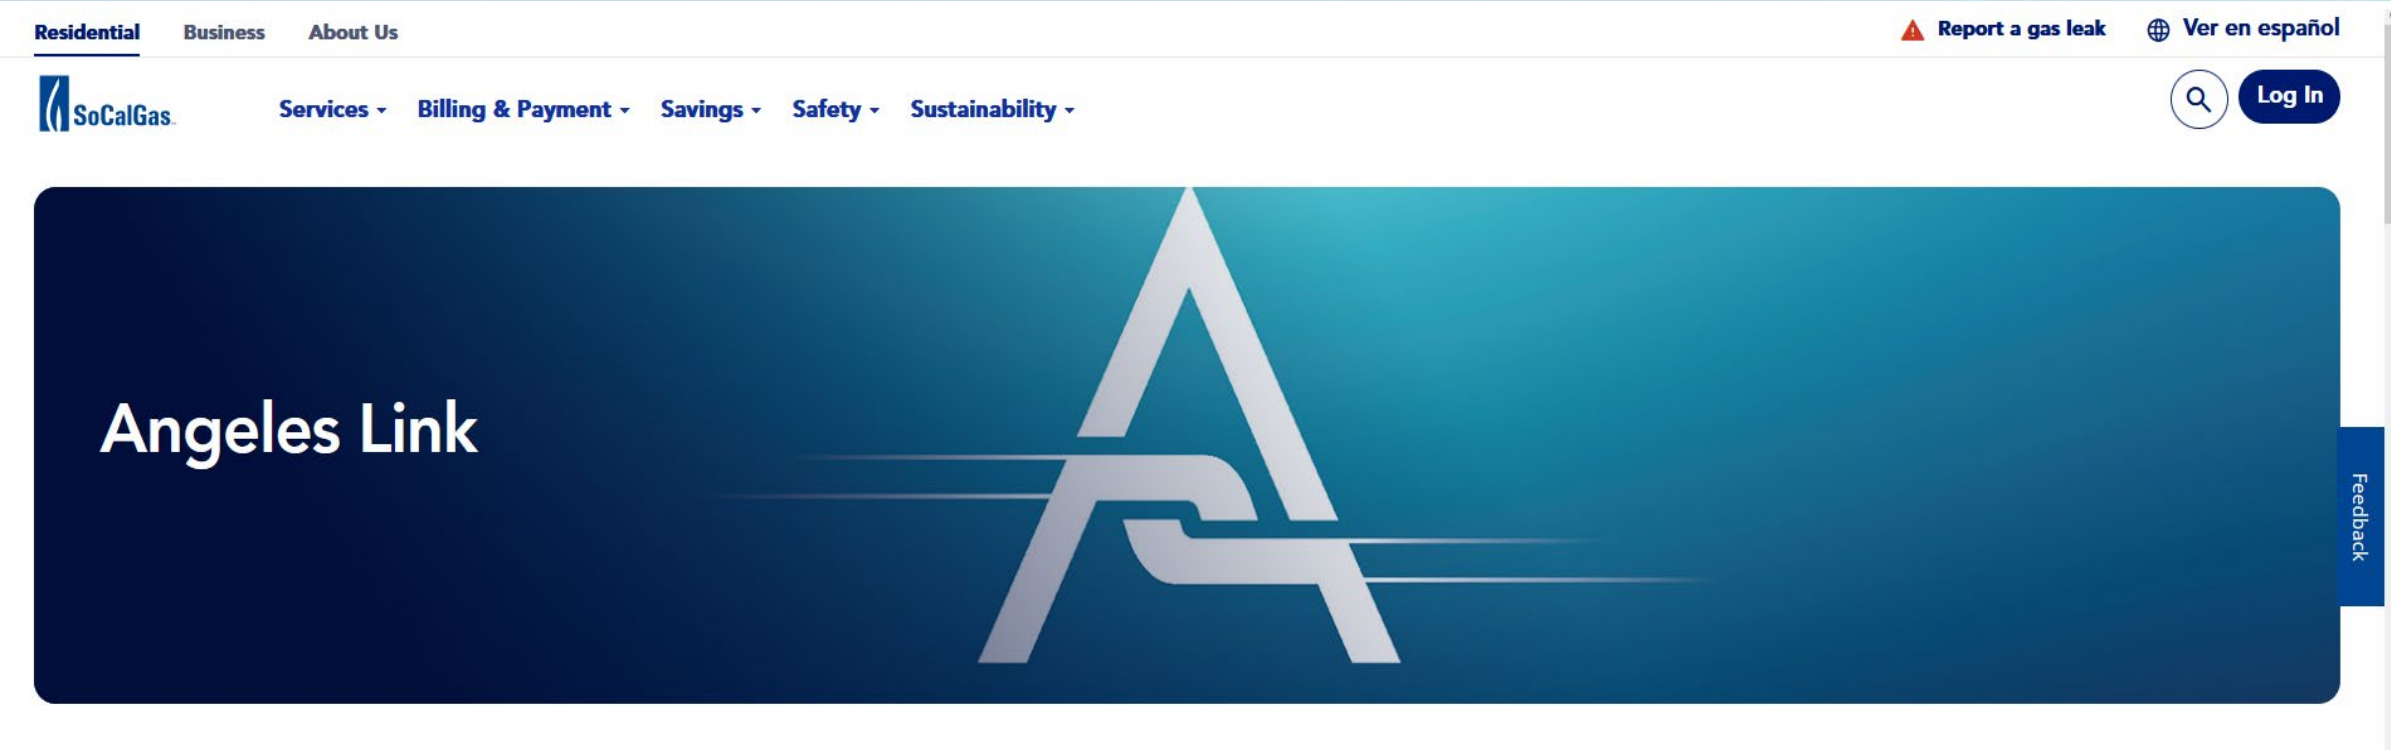 Residential Business About Us Report a gas leak Ver en español
SoCalGas Services Billing & Payment Savings Safety Sustainability Log In
Angeles Link
Feedback